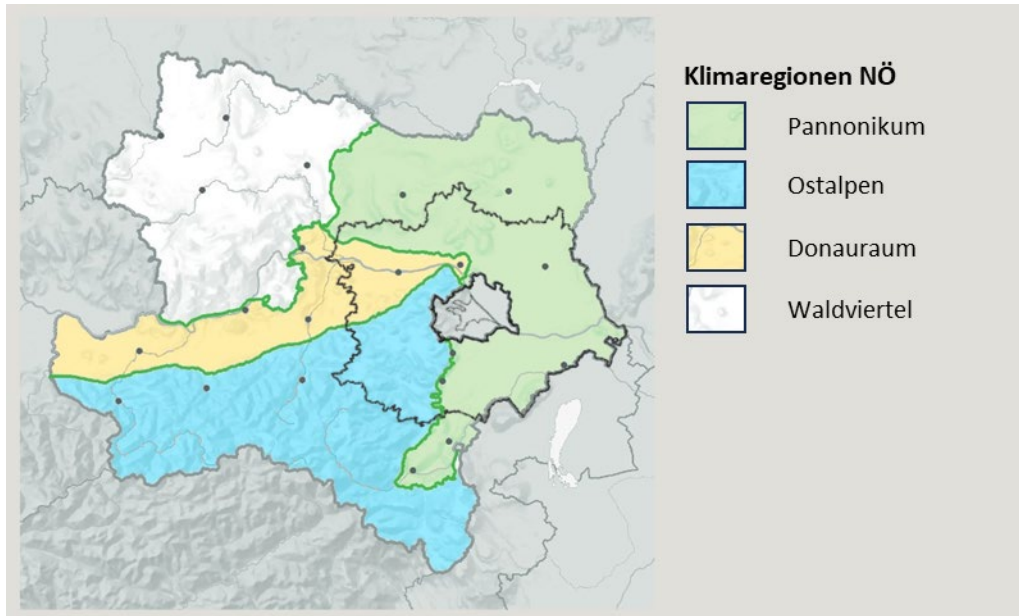 Klimaregionen NÖ
Pannonikum
Ostalpen
Donauraum
Waldviertel